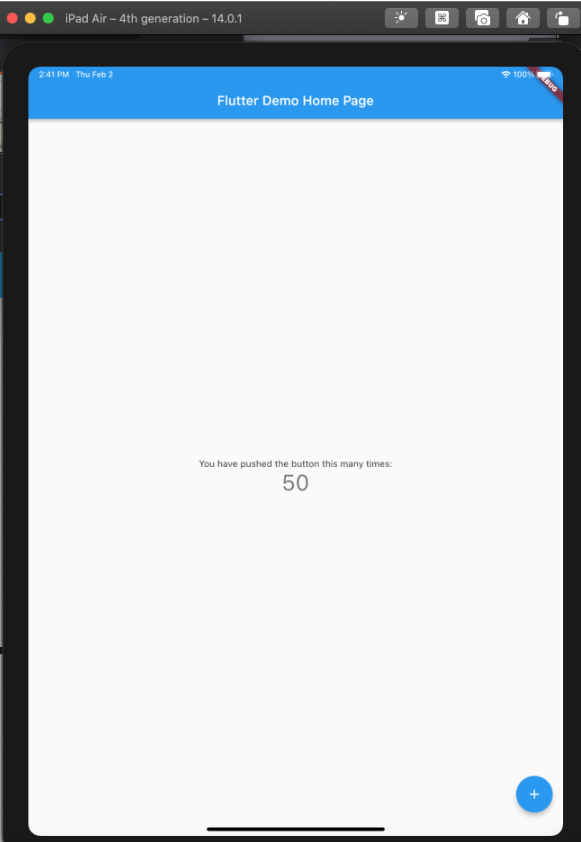 iPad Air – 4th generation – 14.0.1
2:41 PM Thu Feb 2
100%
Flutter Demo Home Page
You have pushed the button this many times:
50
+